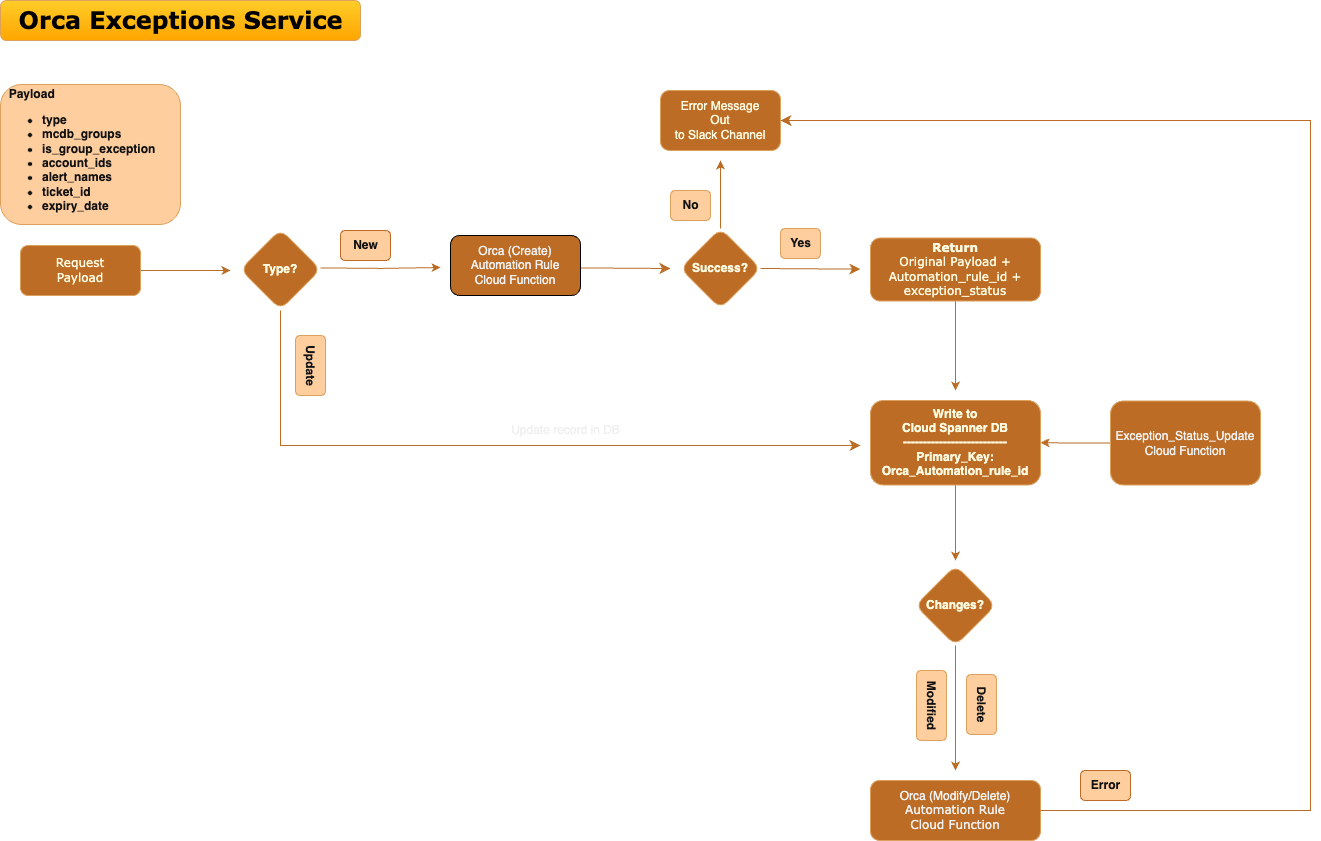 Orca Exceptions Service
Payload
type
mcdb_groups
is_group_exception
account_ids
alert_names
ticket_id
expiry_date
Error Message
Out
to Slack Channel
No
Request
Payload
Type?
New
Orca (Create)
Automation Rule
Cloud Function
Success?
Yes
Return
Original Payload +
Automation_rule_id +
exception_status
Update
Update record in DB
Write to
Cloud Spanner DB
-------------------------
Primary_Key:
Orca_Automation_rule_id
Exception_Status_Update
Cloud Function
Changes?
Modified
Delete
Orca (Modify/Delete)
Automation Rule
Cloud Function
Error